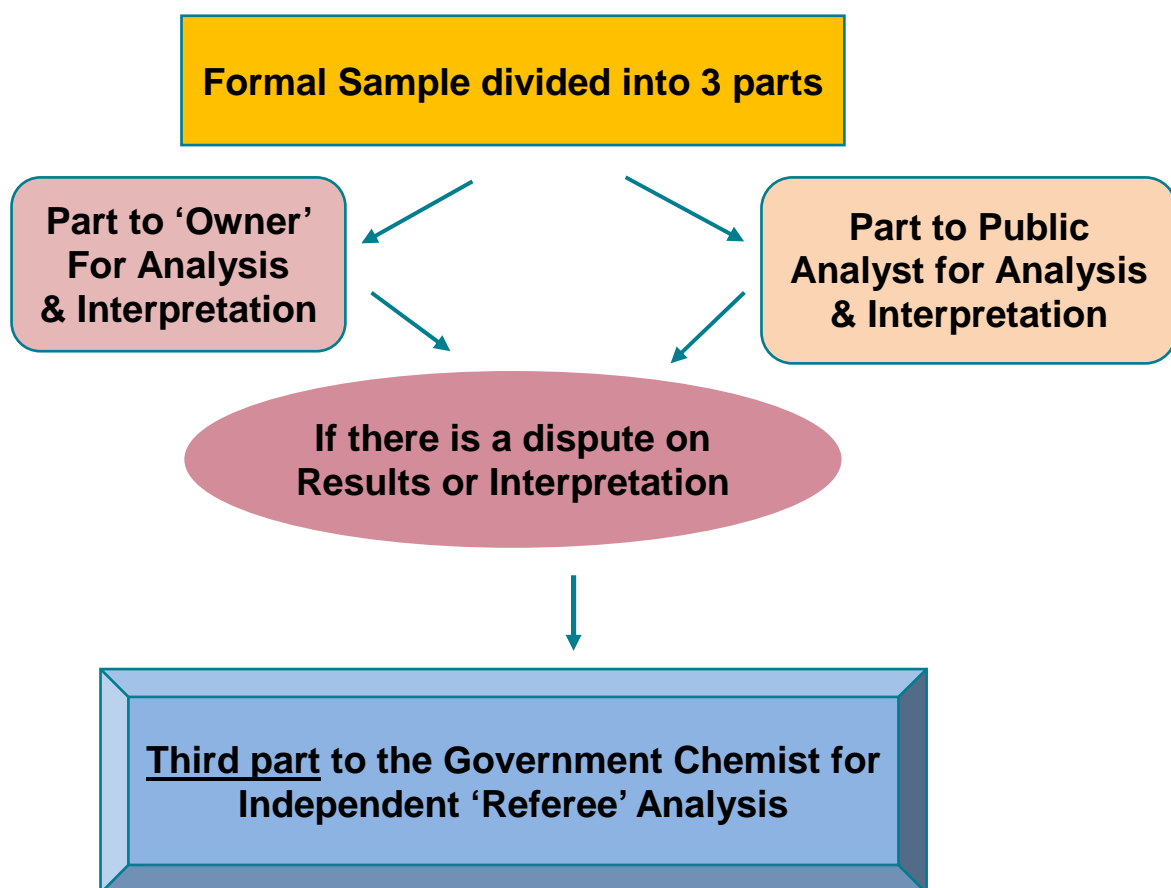 Formal Sample divided into 3 parts
Part to ‘Owner’
For Analysis
& Interpretation
Part to Public
Analyst for Analysis
& Interpretation
If there is a dispute on
Results or Interpretation
Third part to the Government Chemist for
Independent ‘Referee’ Analysis